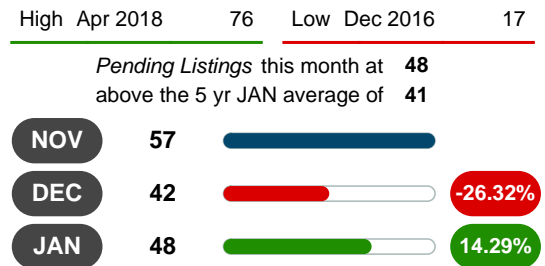 High Apr 2018 76 Low Dec 2016 17
Pending Listings this month at 48
above the 5 yr JAN average of 41
NOV 57
DEC 42 -26.32%
JAN 48 14.29%